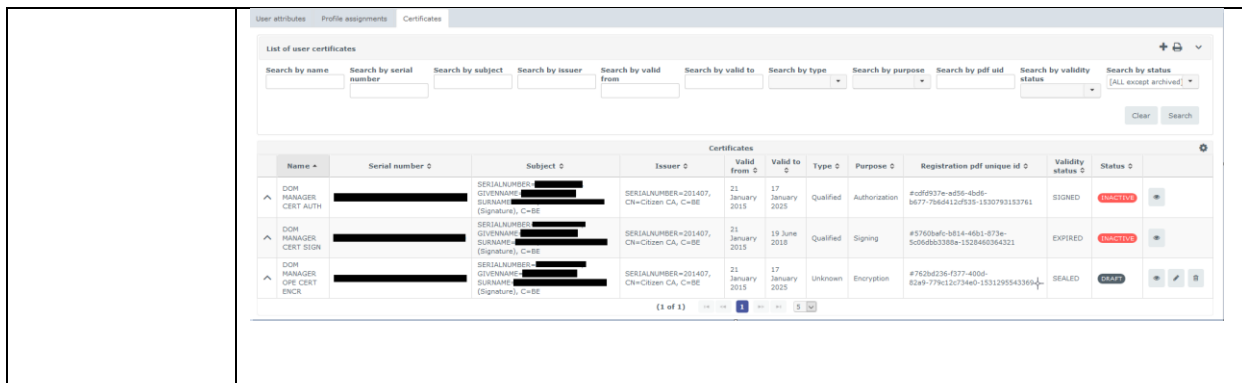 User attributes Profile assignments Certificates
List of user certificates
Search by name Search by serial number Search by subject Search by issuer Search by valid from Search by valid to Search by type Search by purpose Search by pdf uid Search by validity status Search by status
[ALL except archived]
Clear Search
Certificates
Name Serial number Subject Issuer Valid from Valid to Type Purpose Registration pdf unique id Validity status Status
DOM MANAGER CERT AUTH SERIALNUMBER= GIVENNAME= SURNAME= (Signature), C=BE SERIALNUMBER=201407, CN=Citizen CA, C=BE 21 January 2015 17 January 2025 Qualified Authorization #cdfd937e-ad56-4bd6-b677-7b6d412cf535-1530793153761 SIGNED INACTIVE
DOM MANAGER CERT SIGN SERIALNUMBER= GIVENNAME= SURNAME= (Signature), C=BE SERIALNUMBER=201407, CN=Citizen CA, C=BE 21 January 2015 19 June 2018 Qualified Signing #5760bafc-b814-46b1-873e-5c06dbb3388a-1528460364321 EXPIRED INACTIVE
DOM MANAGER OPE CERT ENCR SERIALNUMBER= GIVENNAME= SURNAME= (Signature), C=BE SERIALNUMBER=201407, CN=Citizen CA, C=BE 21 January 2015 17 January 2025 Unknown Encryption #762bd236-f377-400d-82a9-779c12c734e0-1531295543369 SEALED DRAFT
(1 of 1) 1 5